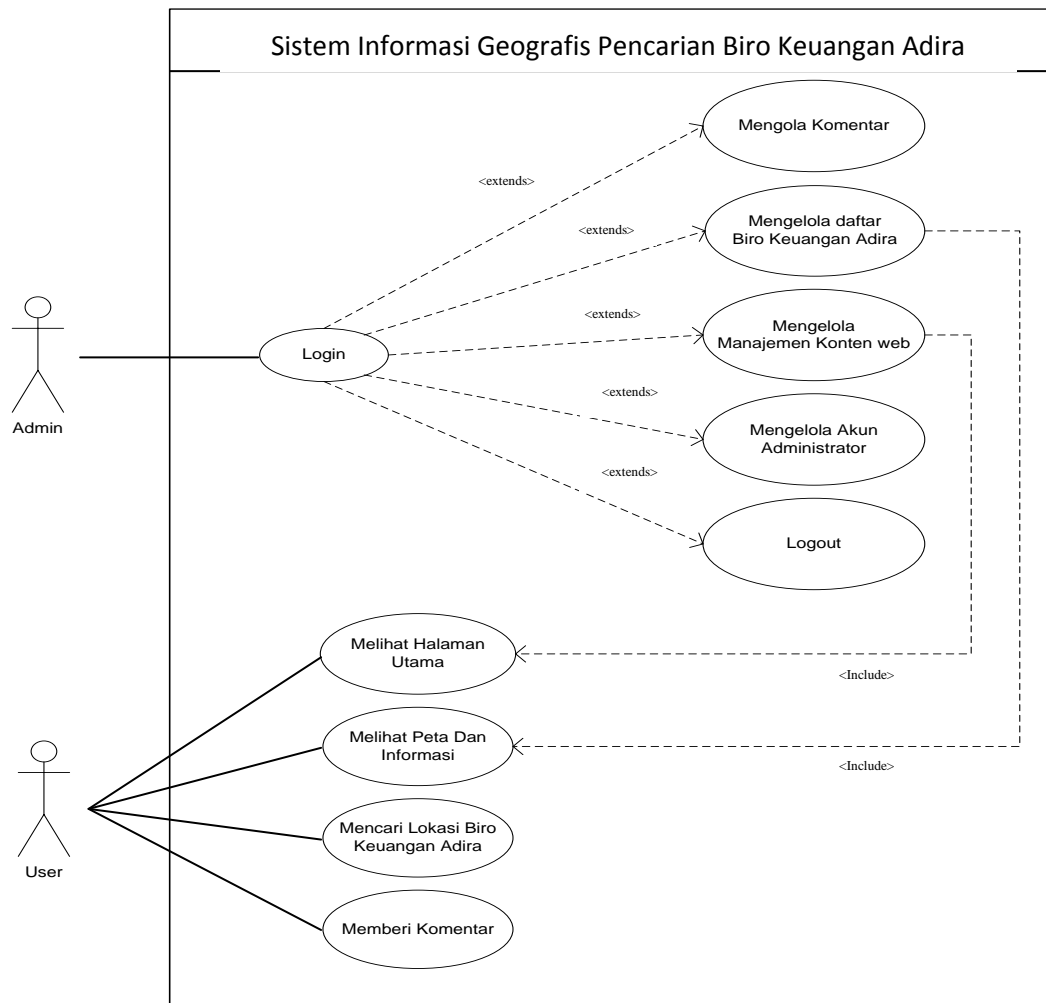 Sistem Informasi Geografis Pencarian Biro Keuangan Adira
Mengola Komentar
<extends>
Mengelola daftar
Biro Keuangan Adira
<extends>
Mengelola
Manajemen Konten web
<extends>
Login
Admin
<extends>
Mengelola Akun
Administrator
<extends>
Logout
Melihat Halaman
Utama
<Include>
Melihat Peta Dan
Informasi
<Include>
Mencari Lokasi Biro
Keuangan Adira
User
Memberi Komentar